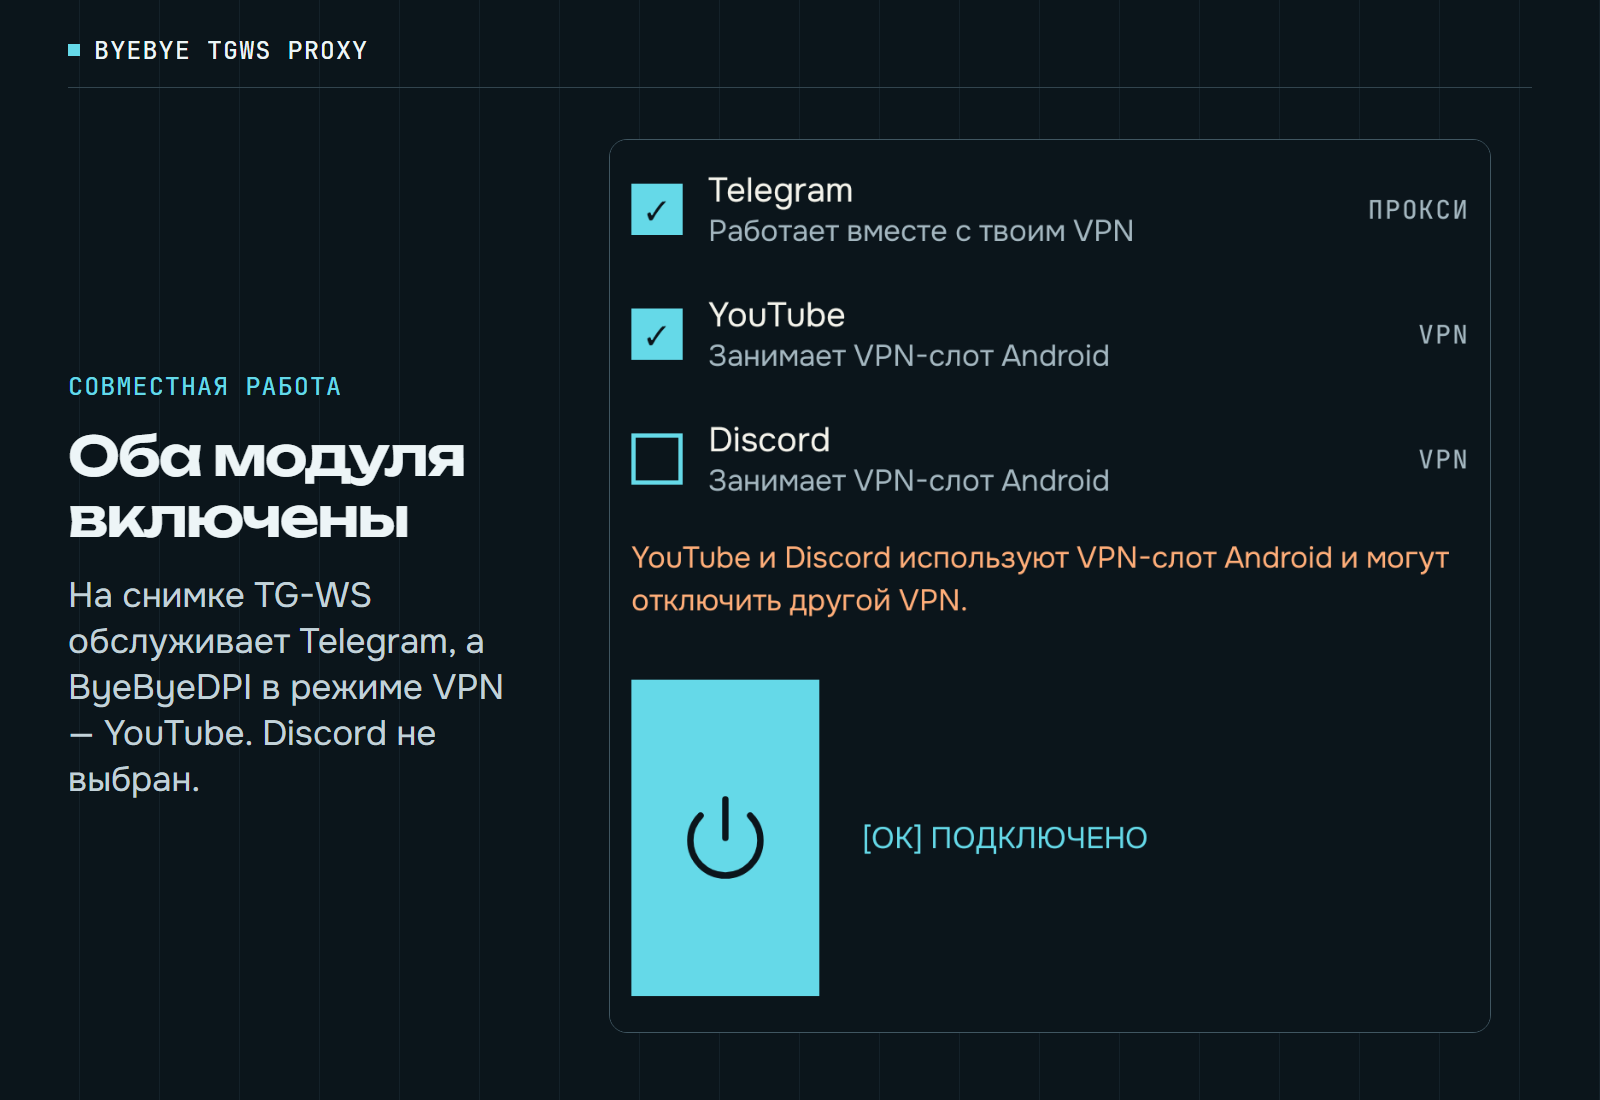 BYEBYE TGWS PROXY
СОВМЕСТНАЯ РАБОТА
Оба модуля
включены
На снимке TG-WS
обслуживает Telegram, а
ByeByeDPI в режиме VPN
— YouTube. Discord не
выбран.
Telegram
Работает вместе с твоим VPN
ПРОКСИ
YouTube
Занимает VPN-слот Android
VPN
Discord
Занимает VPN-слот Android
VPN
YouTube и Discord используют VPN-слот Android и могут
отключить другой VPN.
[OK] ПОДКЛЮЧЕНО